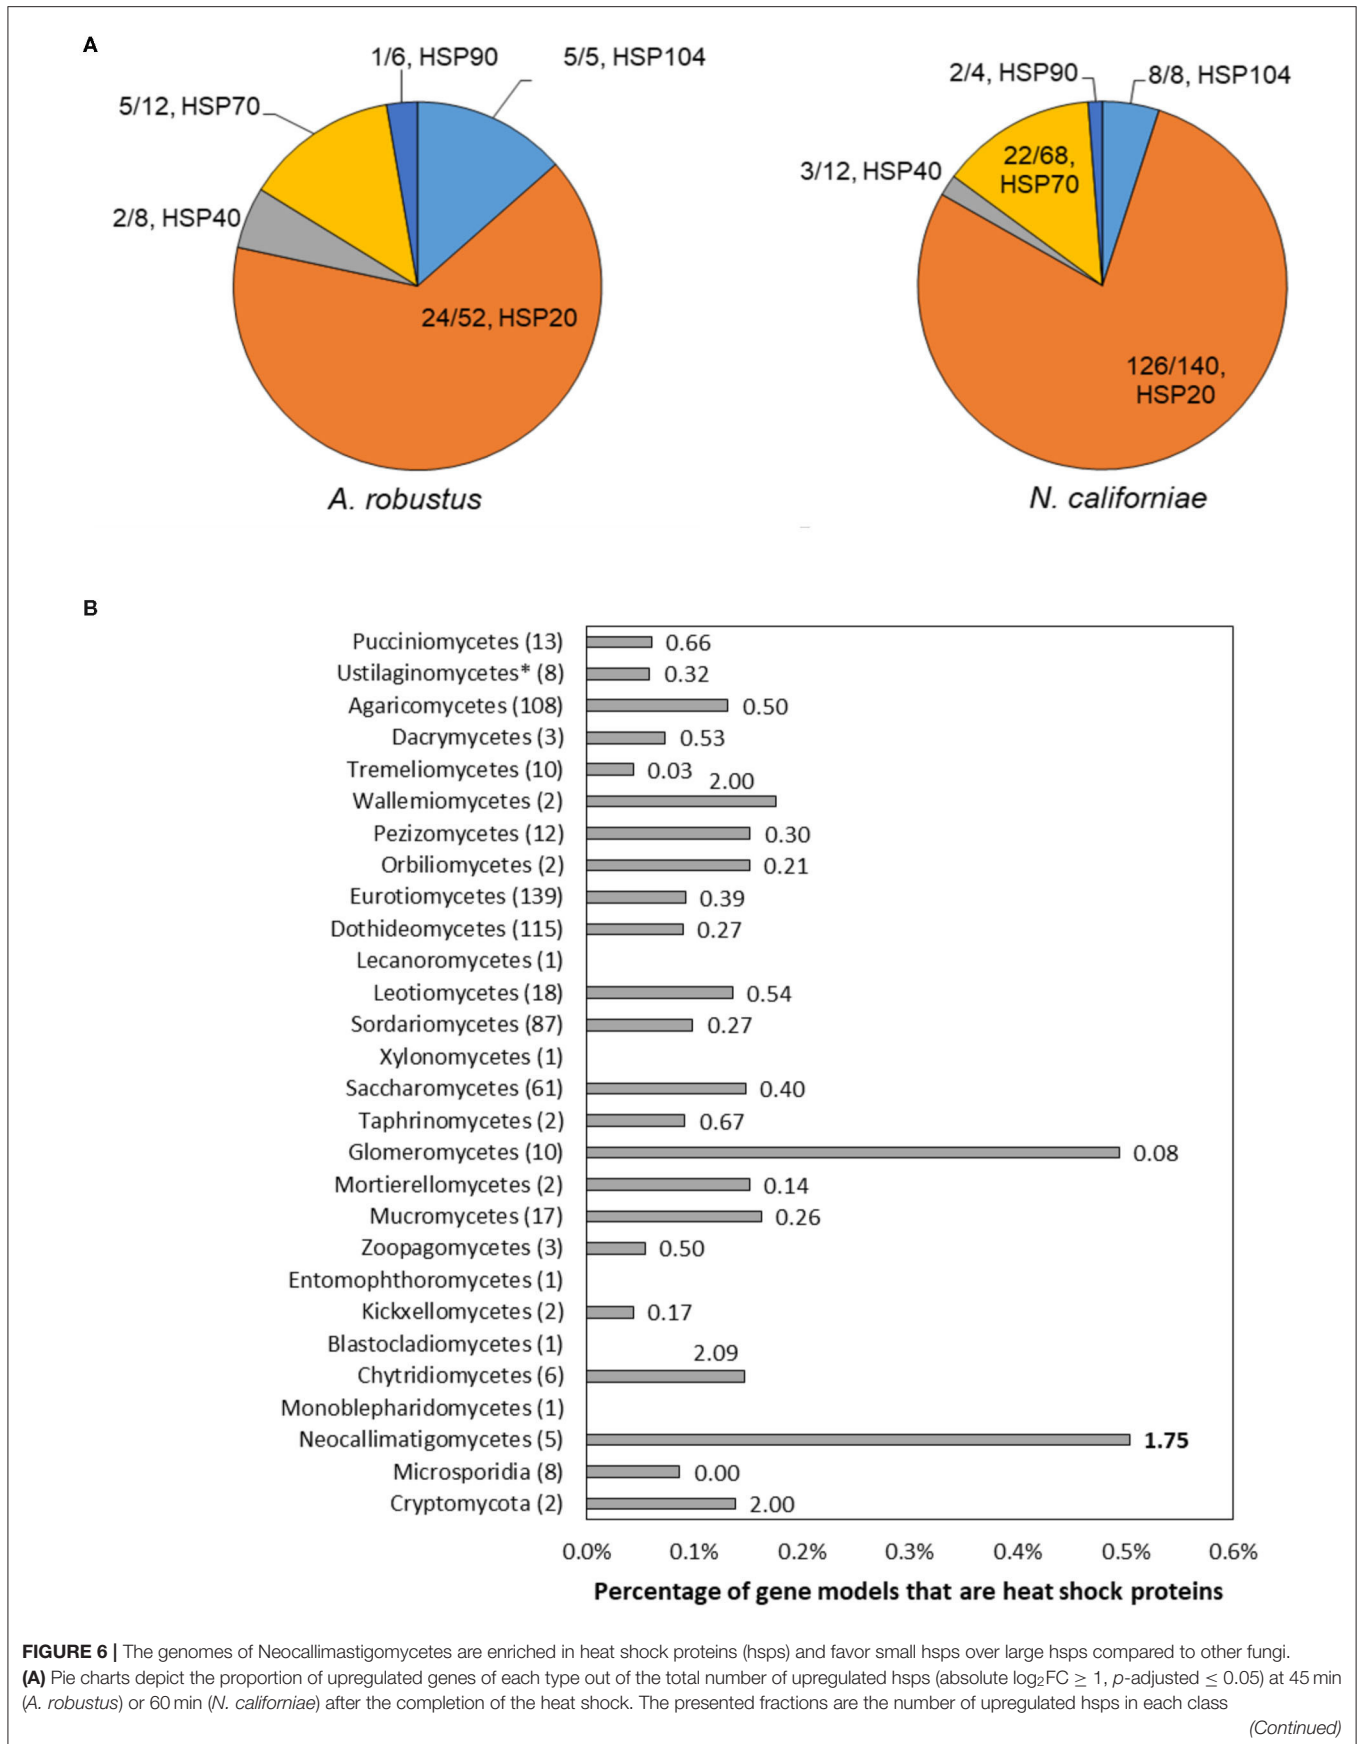 A
1/6, HSP90
5/5, HSP104
5/12, HSP70
2/8, HSP40
24/52, HSP20
A. robustus
2/4, HSP90
8/8, HSP104
3/12, HSP40
22/68,
HSP70
126/140,
HSP20
N. californiae
B
Pucciniomycetes (13) 0.66
Ustilaginomycetes* (8) 0.32
Agaricomycetes (108) 0.50
Dacrymycetes (3) 0.53
Tremeliomycetes (10) 0.03
Wallemiomycetes (2) 2.00
Pezizomycetes (12) 0.30
Orbiliomycetes (2) 0.21
Eurotiomycetes (139) 0.39
Dothideomycetes (115) 0.27
Lecanoromycetes (1)
Leotiomycetes (18) 0.54
Sordariomycetes (87) 0.27
Xylonomycetes (1)
Saccharomycetes (61) 0.40
Taphrinomycetes (2) 0.67
Glomeromycetes (10) 0.08
Mortierellomycetes (2) 0.14
Mucromycetes (17) 0.26
Zoopagomycetes (3) 0.50
Entomophthoromycetes (1)
Kickxellomycetes (2) 0.17
Blastocladiomycetes (1)
Chytridiomycetes (6) 2.09
Monoblepharidomycetes (1)
Neocallimatigomycetes (5) 1.75
Microsporidia (8) 0.00
Cryptomycota (2) 2.00
0.0% 0.1% 0.2% 0.3% 0.4% 0.5% 0.6%
Percentage of gene models that are heat shock proteins
FIGURE 6 | The genomes of Neocallimastigomycetes are enriched in heat shock proteins (hsps) and favor small hsps over large hsps compared to other fungi.
(A) Pie charts depict the proportion of upregulated genes of each type out of the total number of upregulated hsps (absolute log₂FC ≥ 1, p-adjusted ≤ 0.05) at 45 min
(A. robustus) or 60 min (N. californiae) after the completion of the heat shock. The presented fractions are the number of upregulated hsps in each class
(Continued)